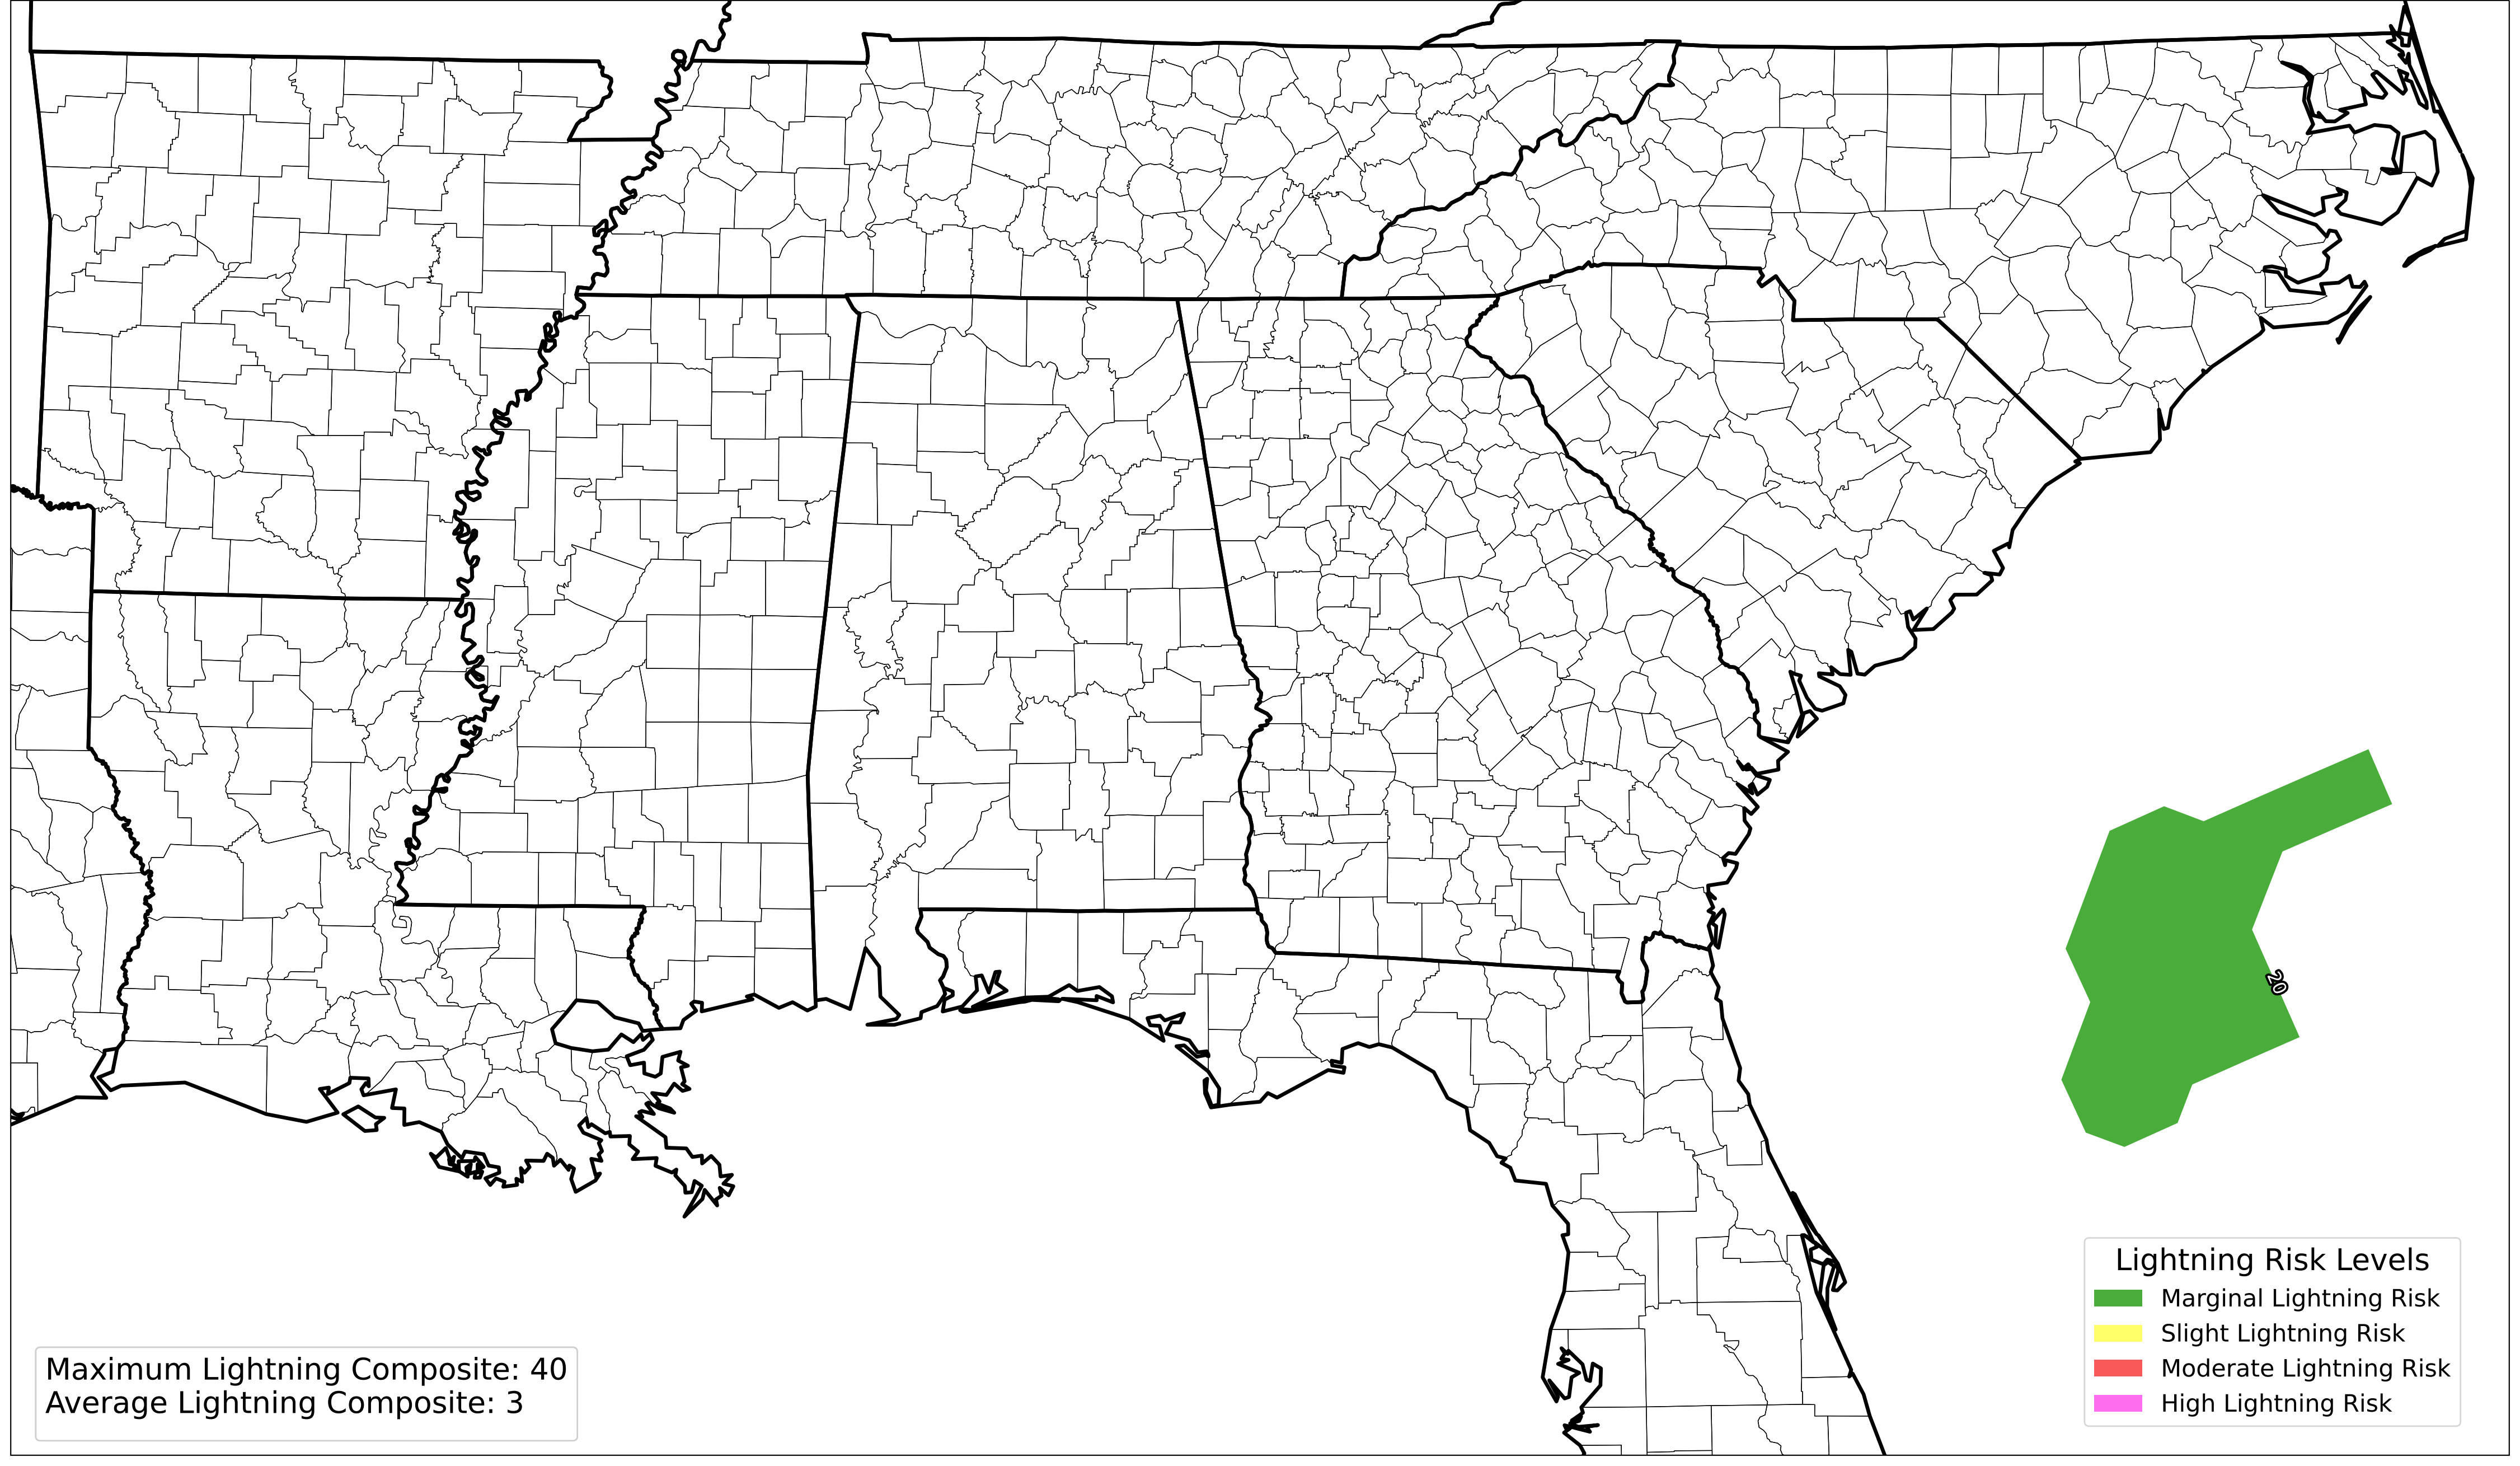 20
Lightning Risk Levels
Marginal Lightning Risk
Slight Lightning Risk
Moderate Lightning Risk
High Lightning Risk
Maximum Lightning Composite: 40
Average Lightning Composite: 3